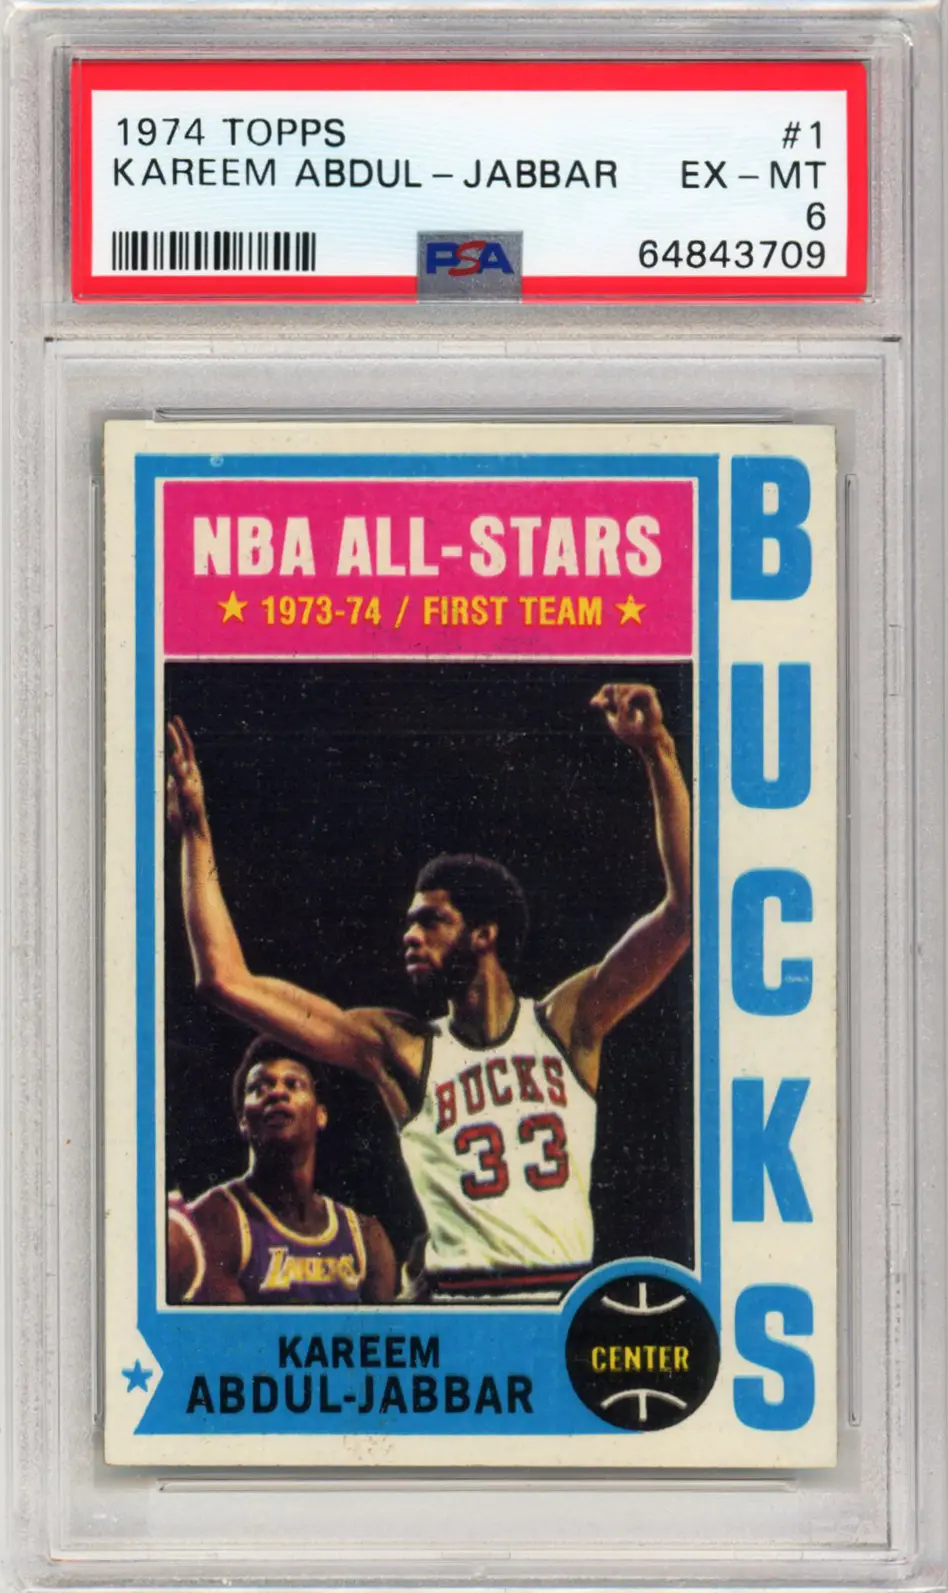 1974 TOPPS #1
KAREEM ABDUL-JABBAR EX-MT
6
PSA 64843709
NBA ALL-STARS
★ 1973-74 / FIRST TEAM ★
BUCKS
BUCKS
33
LAKERS
CENTER
KAREEM
ABDUL-JABBAR